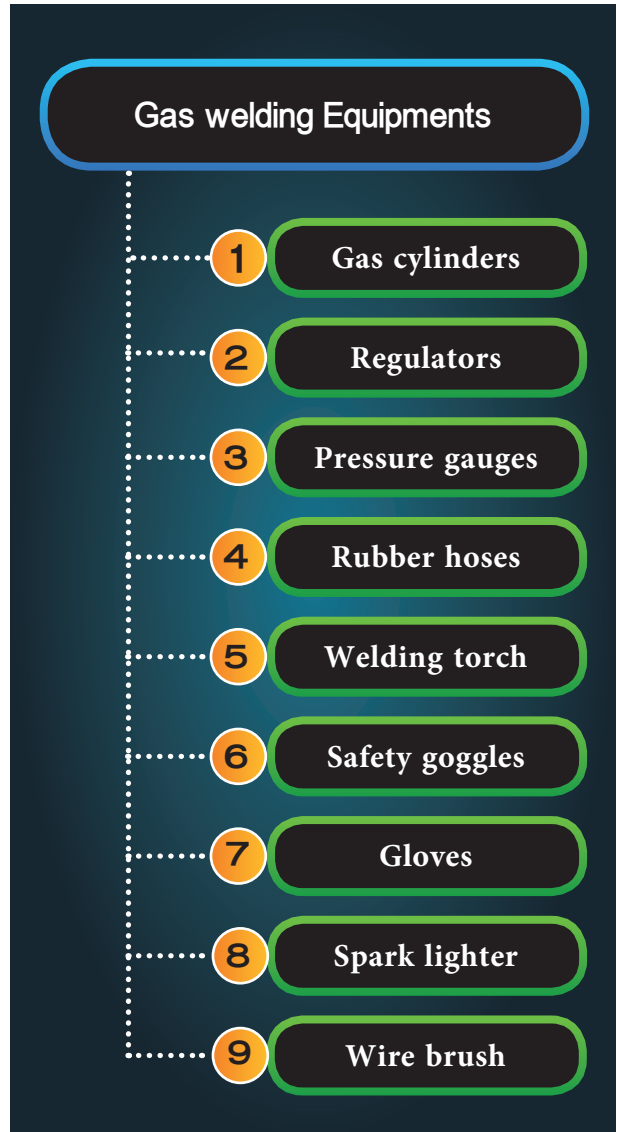 Gas welding Equipments
1 Gas cylinders
2 Regulators
3 Pressure gauges
4 Rubber hoses
5 Welding torch
6 Safety goggles
7 Gloves
8 Spark lighter
9 Wire brush